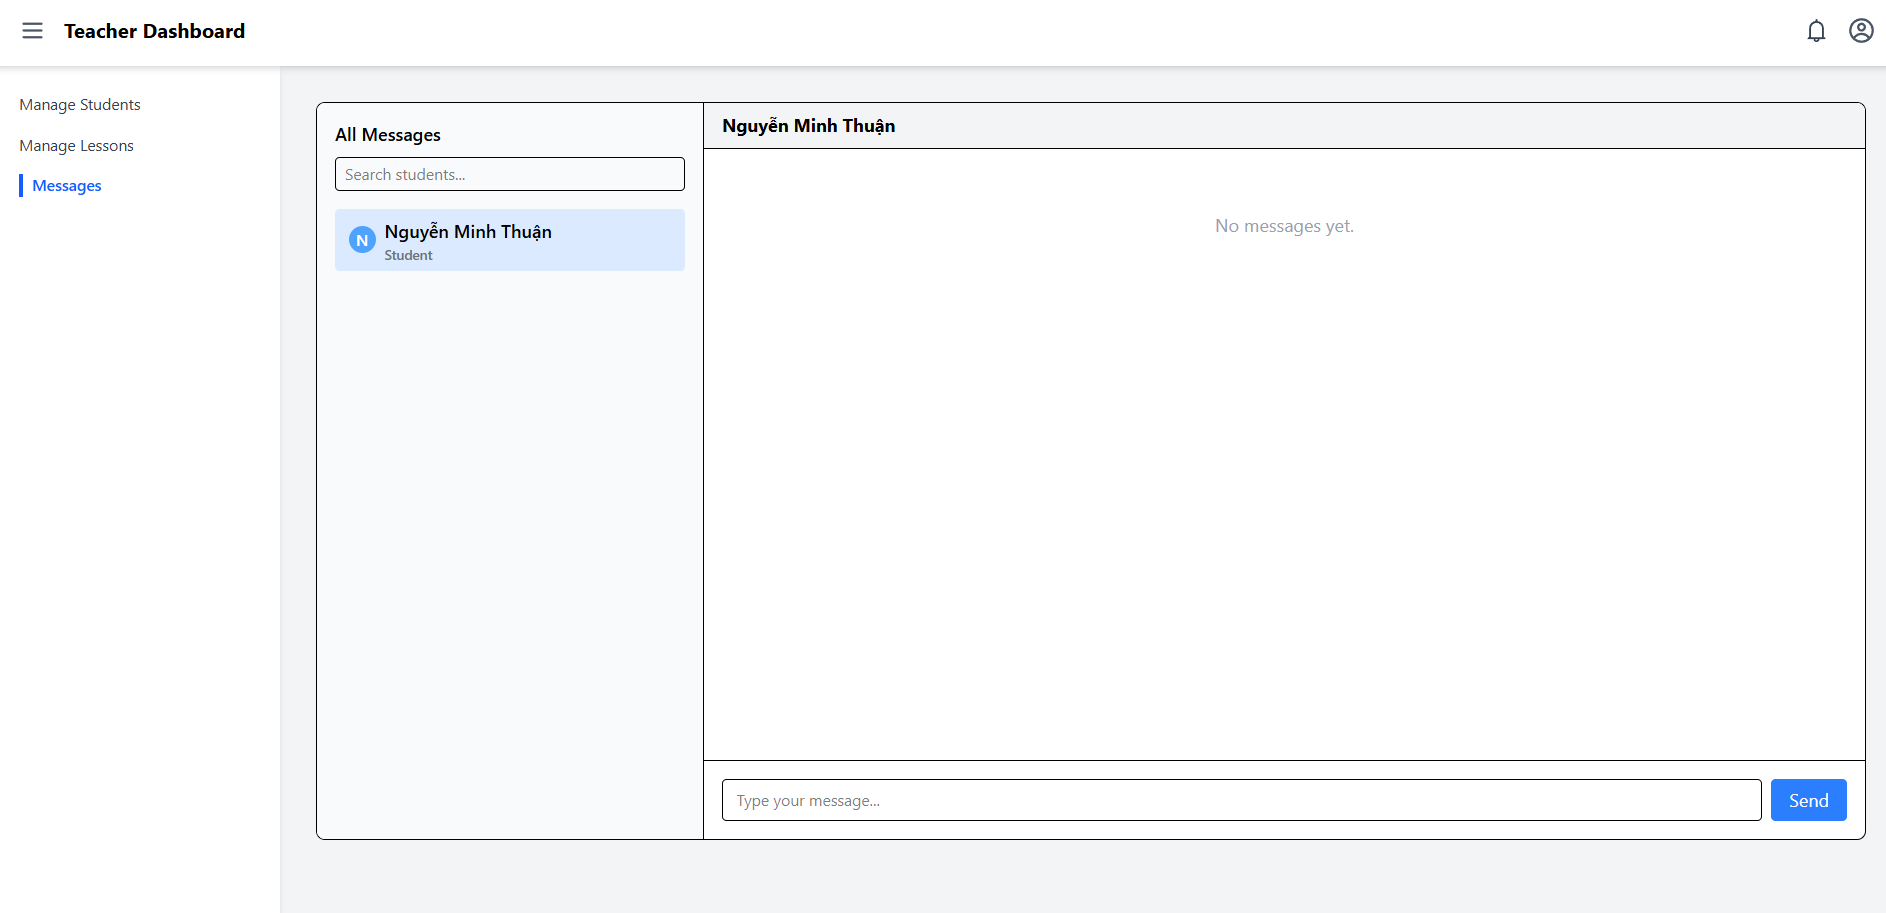 Teacher Dashboard
Manage Students
Manage Lessons
Messages
All Messages
Search students...
N
Nguyễn Minh Thuận
Student
Nguyễn Minh Thuận
No messages yet.
Type your message...
Send